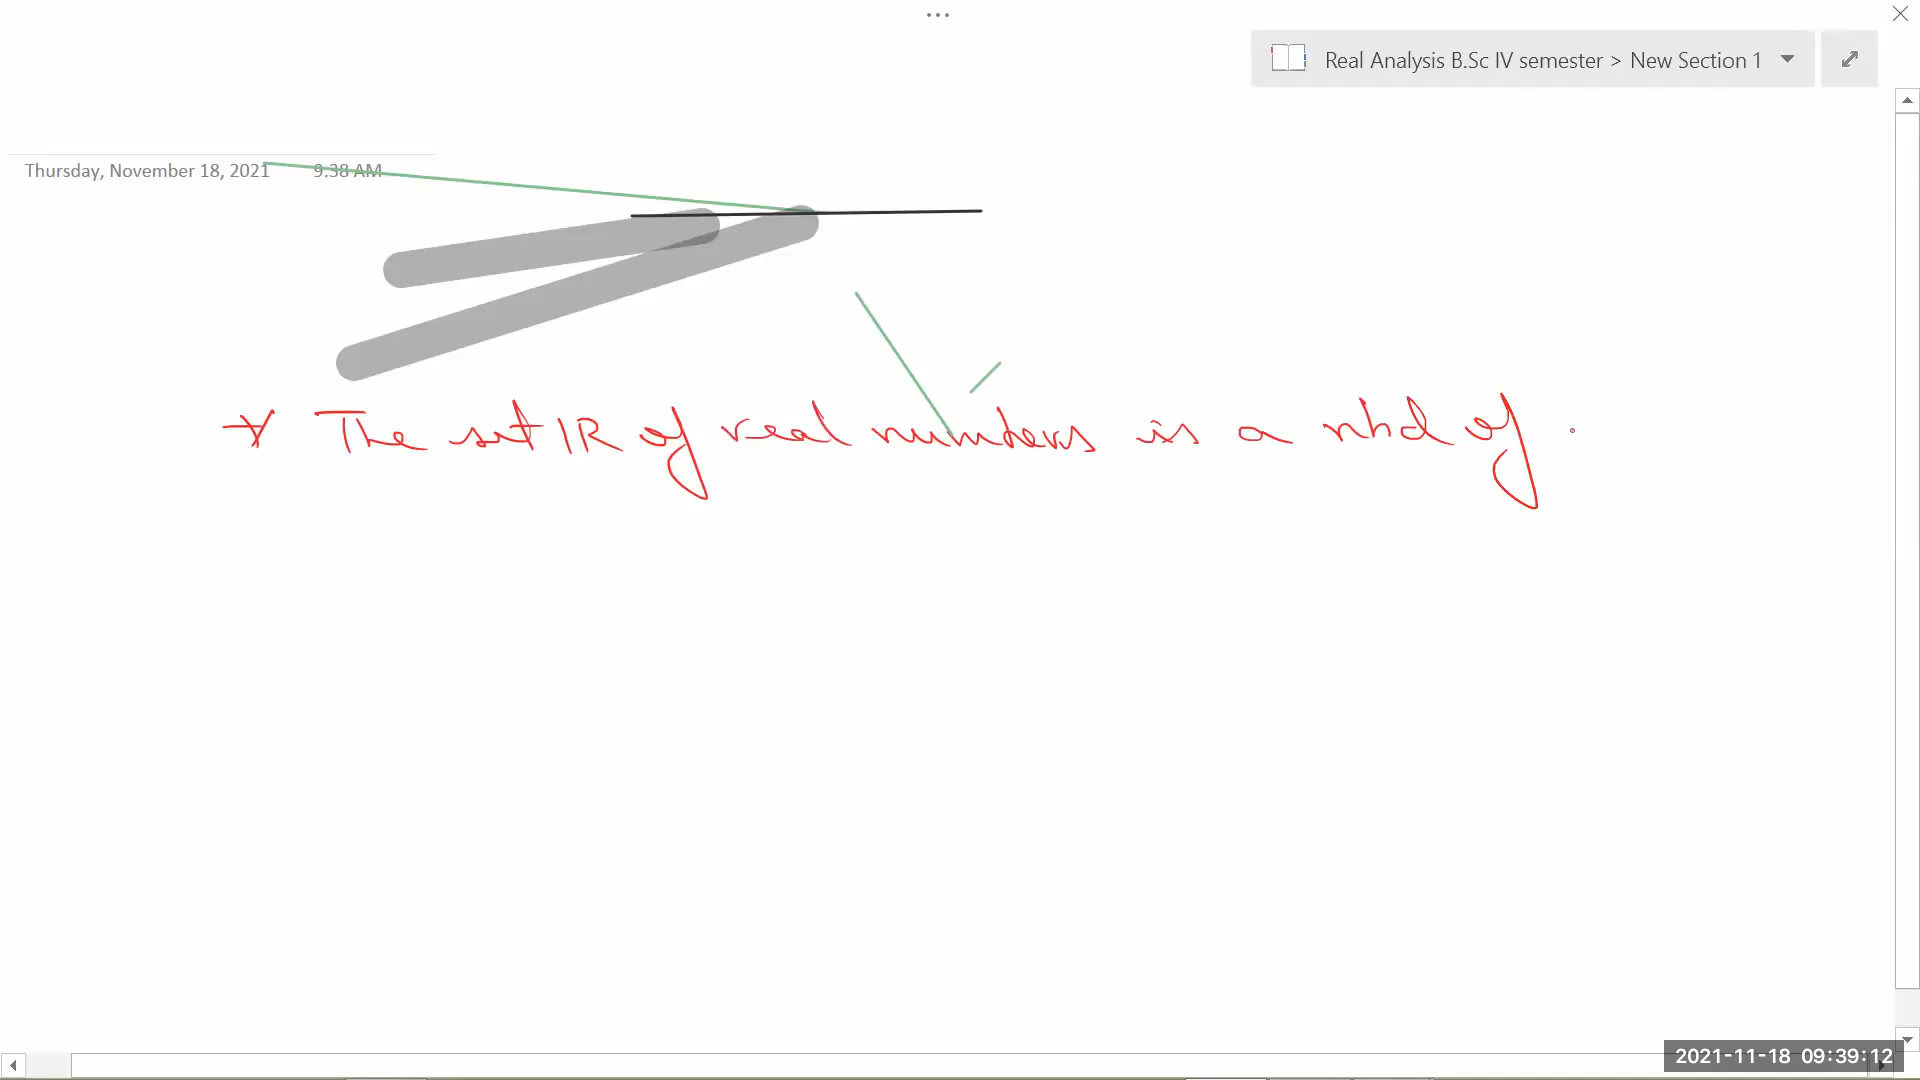 Real Analysis B.Sc IV semester > New Section 1
Thursday, November 18, 2021 9:38 AM
* The set IR of real numbers is a nhd of
2021-11-18 09:39:12